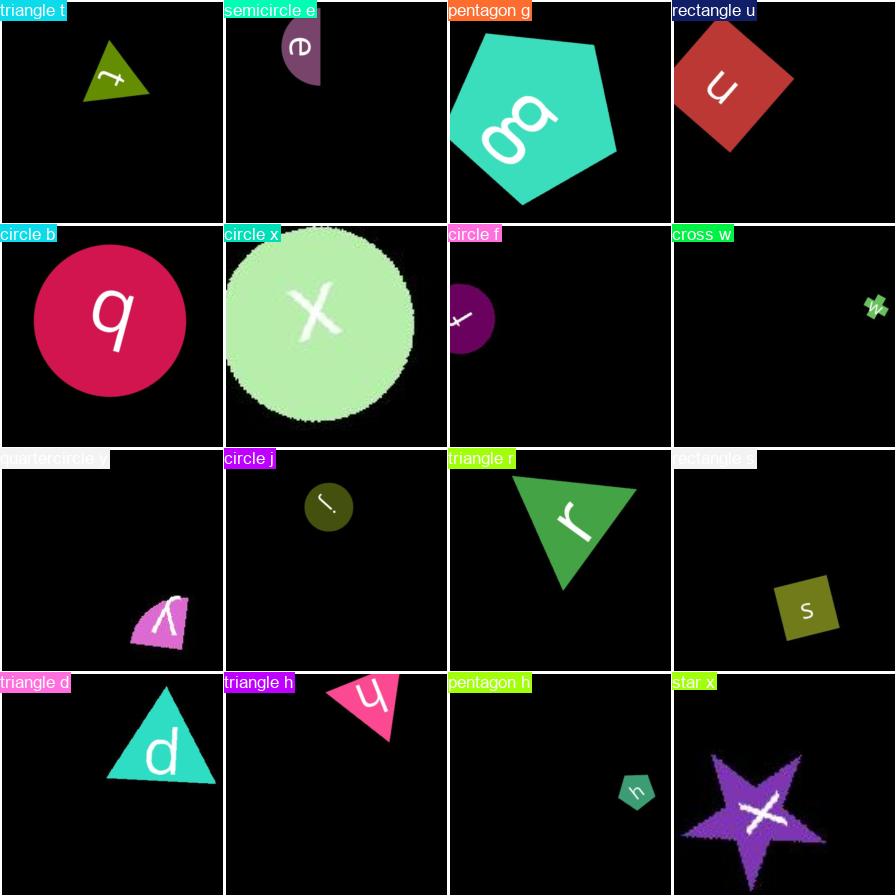 triangle t
semicircle e
pentagon g
rectangle u
t
e
g
u
circle b
circle x
circle f
cross w
b
x
f
w
quartercircle y
circle j
triangle r
rectangle s
y
j
r
s
triangle d
triangle h
pentagon h
star x
d
h
h
x